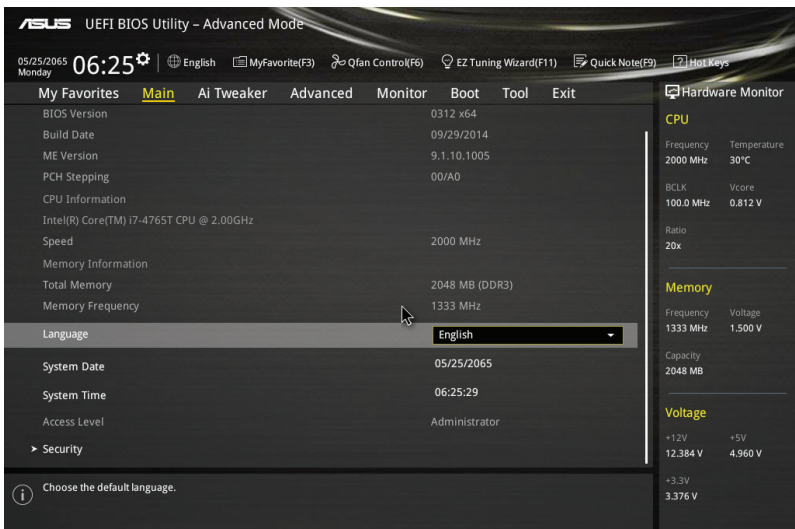 ASUS UEFI BIOS Utility – Advanced Mode
05/25/2065
Monday
06:25
English MyFavorite(F3) Qfan Control(F6) EZ Tuning Wizard(F11) Quick Note(F9) ? Hot Keys
My Favorites Main Ai Tweaker Advanced Monitor Boot Tool Exit
BIOS Version 0312 x64
Build Date 09/29/2014
ME Version 9.1.10.1005
PCH Stepping 00/A0
CPU Information
Intel(R) Core(TM) i7-4765T CPU @ 2.00GHz
Speed 2000 MHz
Memory Information
Total Memory 2048 MB (DDR3)
Memory Frequency 1333 MHz
Language English
System Date 05/25/2065
System Time 06:25:29
Access Level Administrator
➤ Security
i Choose the default language.
Hardware Monitor
CPU
Frequency Temperature
2000 MHz 30°C
BCLK Vcore
100.0 MHz 0.812 V
Ratio
20x
Memory
Frequency Voltage
1333 MHz 1.500 V
Capacity
2048 MB
Voltage
+12V +5V
12.384 V 4.960 V
+3.3V
3.376 V